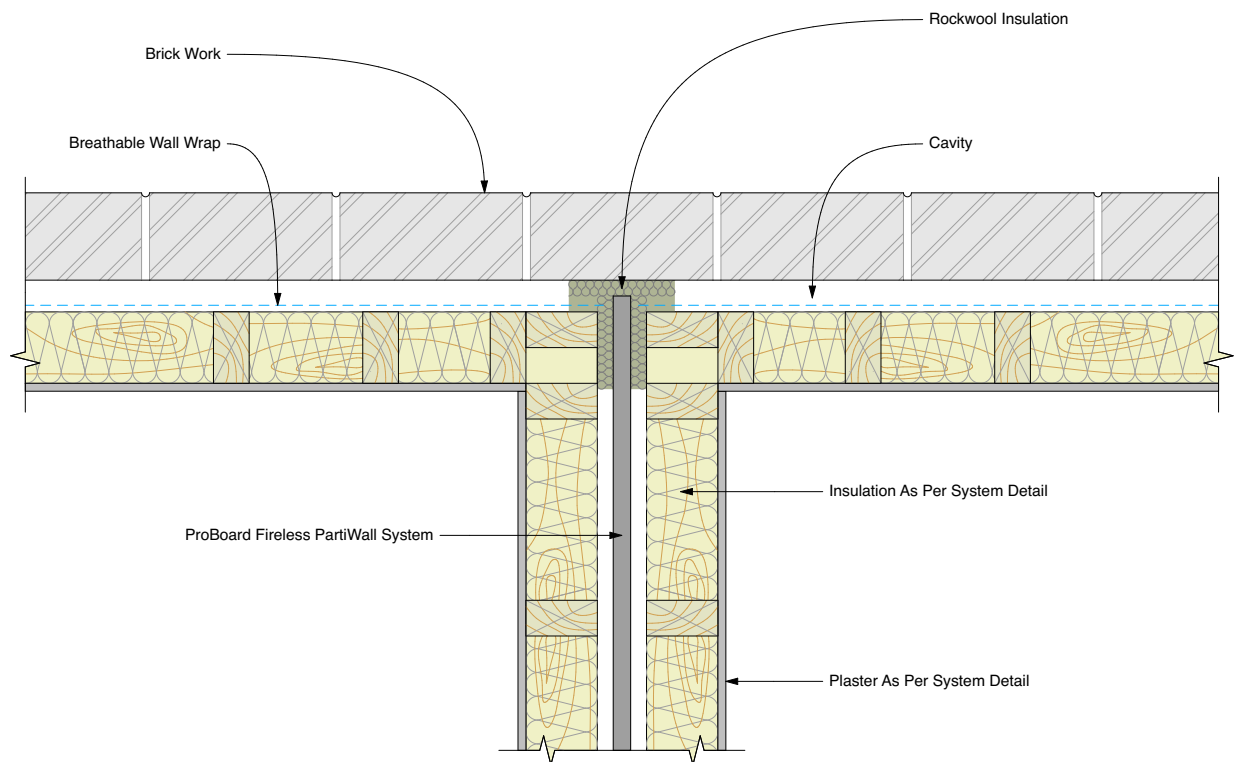 Rockwool Insulation
Brick Work
Breathable Wall Wrap
Cavity
Insulation As Per System Detail
ProBoard Fireless PartiWall System
Plaster As Per System Detail